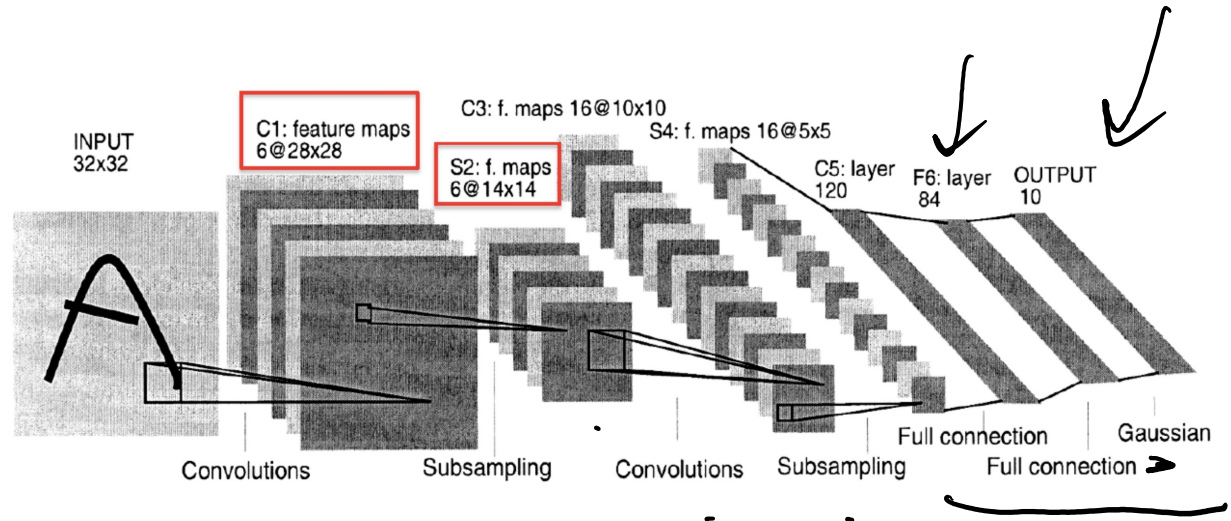 INPUT
32x32
C1: feature maps
6@28x28
S2: f. maps
6@14x14
C3: f. maps 16@10x10
S4: f. maps 16@5x5
C5: layer
120
F6: layer
84
OUTPUT
10
Convolutions
Subsampling
Convolutions
Subsampling
Full connection
Full connection
Gaussian